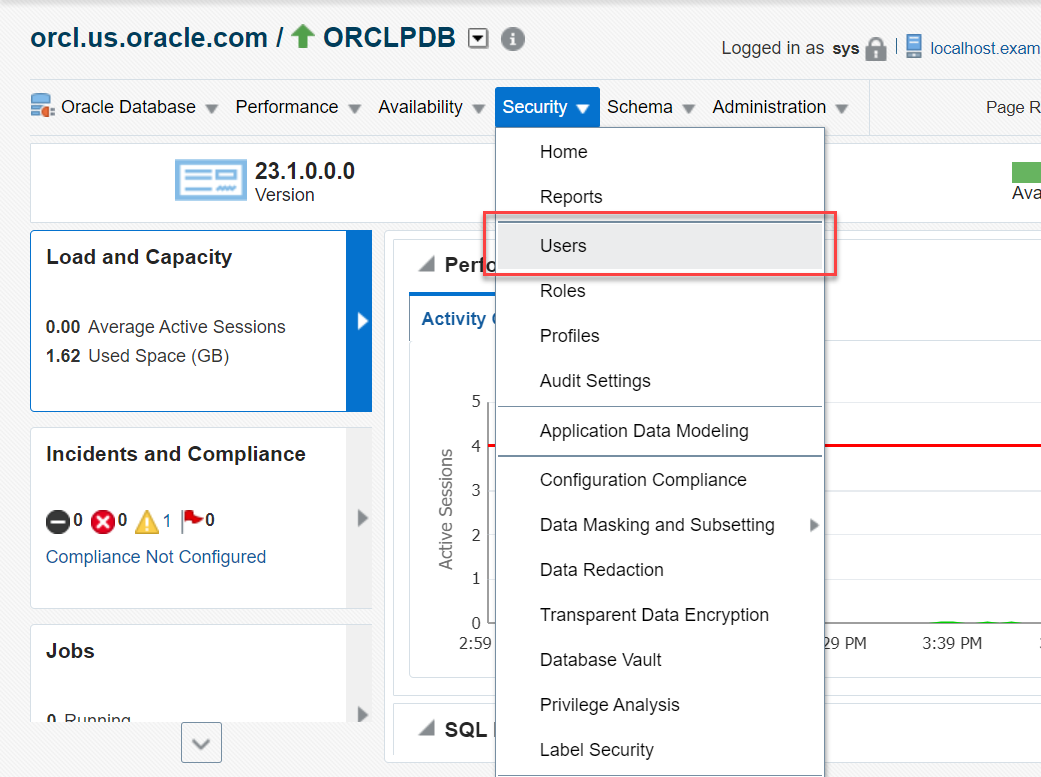 orcl.us.oracle.com / ORCLPDB
Logged in as sys
localhost.exam
Oracle Database Performance Availability Security Schema Administration
Page R
23.1.0.0.0
Version
Ava
Home
Reports
Users
Roles
Profiles
Audit Settings
Application Data Modeling
Configuration Compliance
Data Masking and Subsetting
Data Redaction
Transparent Data Encryption
Database Vault
Privilege Analysis
Label Security
Load and Capacity
0.00 Average Active Sessions
1.62 Used Space (GB)
Incidents and Compliance
0 0 1 0
Compliance Not Configured
Jobs
0 Running
Perfo
Activity
Active Sessions
5
4
3
2
1
0
2:59
29 PM
3:39 PM
SQL